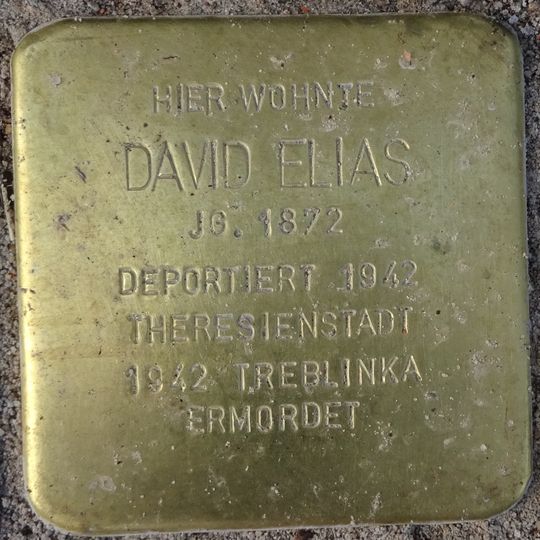 HIER WOHNTE
DAVID ELIAS
JG. 1872
DEPORTIERT 1942
THERESIENSTADT
1942 TREBLINKA
ERMORDET